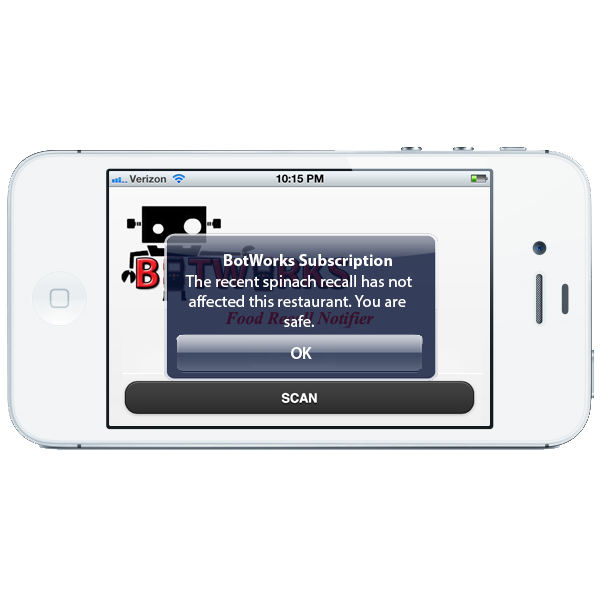 Verizon 10:15 PM
BOTWORKS
BotWorks Subscription
The recent spinach recall has not
affected this restaurant. You are
safe.
Food Recall Notifier
OK
SCAN